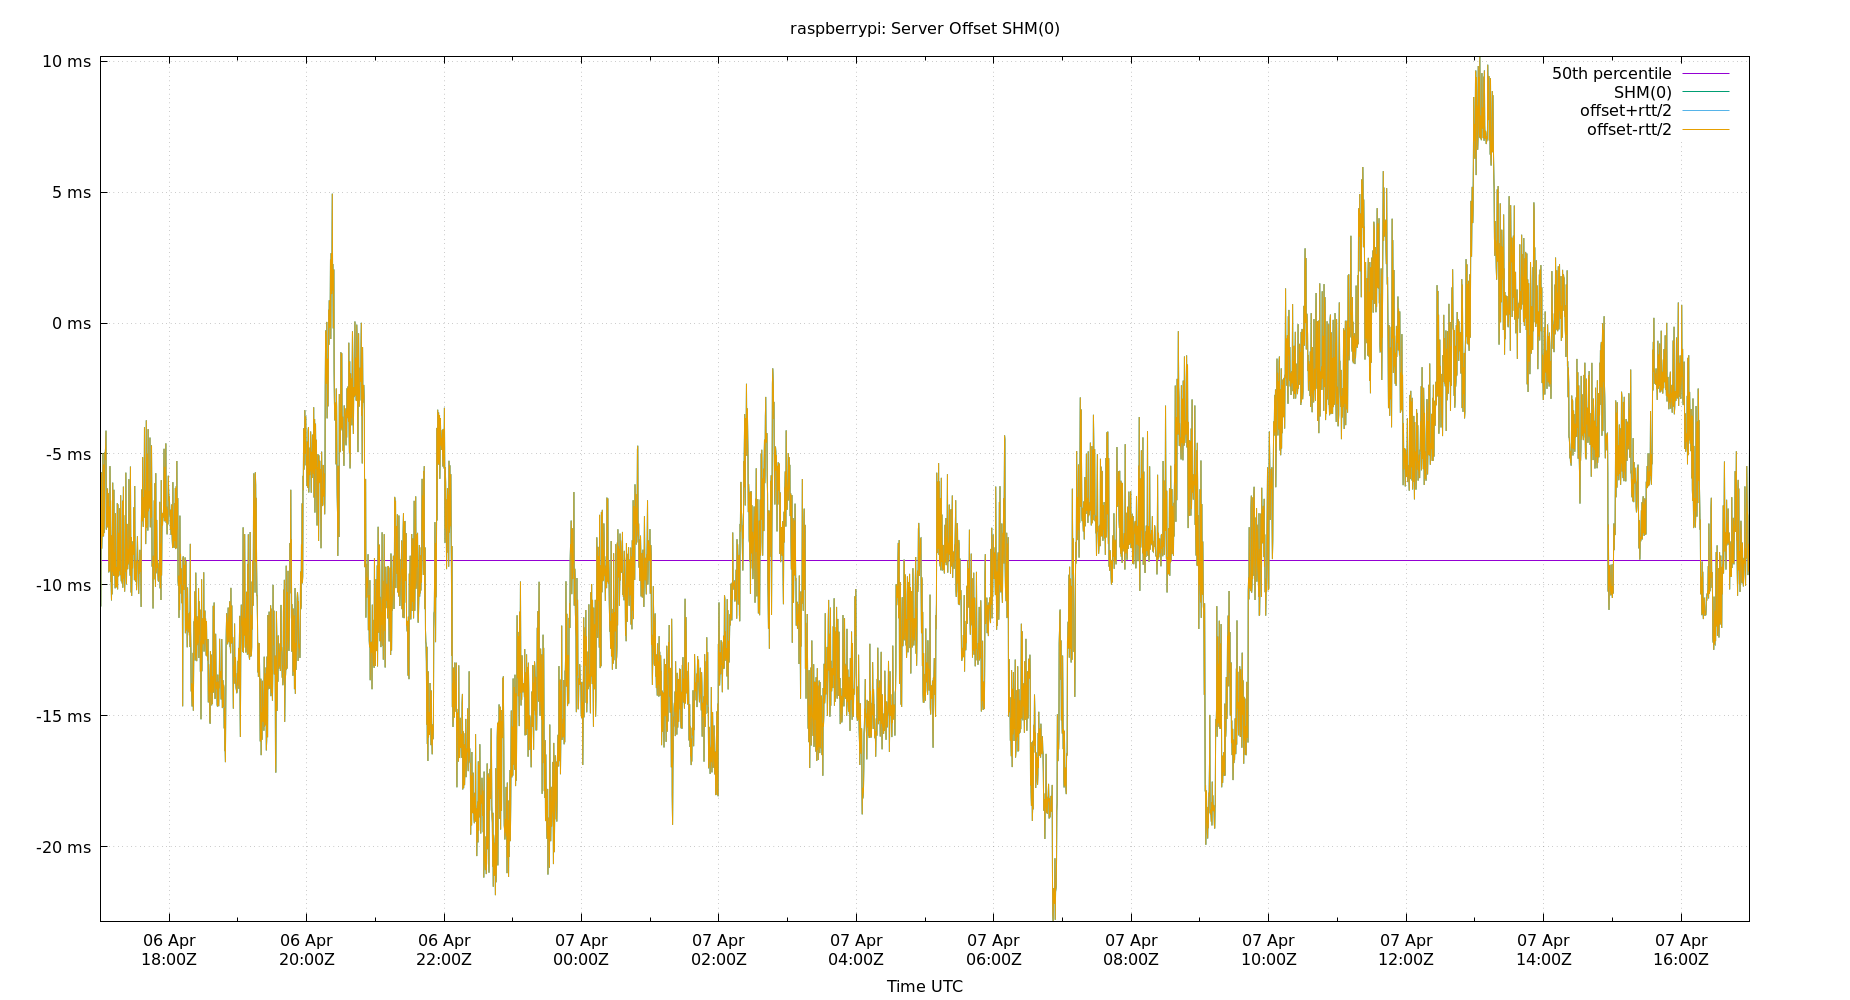 raspberrypi: Server Offset SHM(0)
10 ms
5 ms
0 ms
-5 ms
-10 ms
-15 ms
-20 ms
50th percentile
SHM(0)
offset+rtt/2
offset-rtt/2
06 Apr
18:00Z
06 Apr
20:00Z
06 Apr
22:00Z
07 Apr
00:00Z
07 Apr
02:00Z
07 Apr
04:00Z
07 Apr
06:00Z
07 Apr
08:00Z
07 Apr
10:00Z
07 Apr
12:00Z
07 Apr
14:00Z
07 Apr
16:00Z
Time UTC